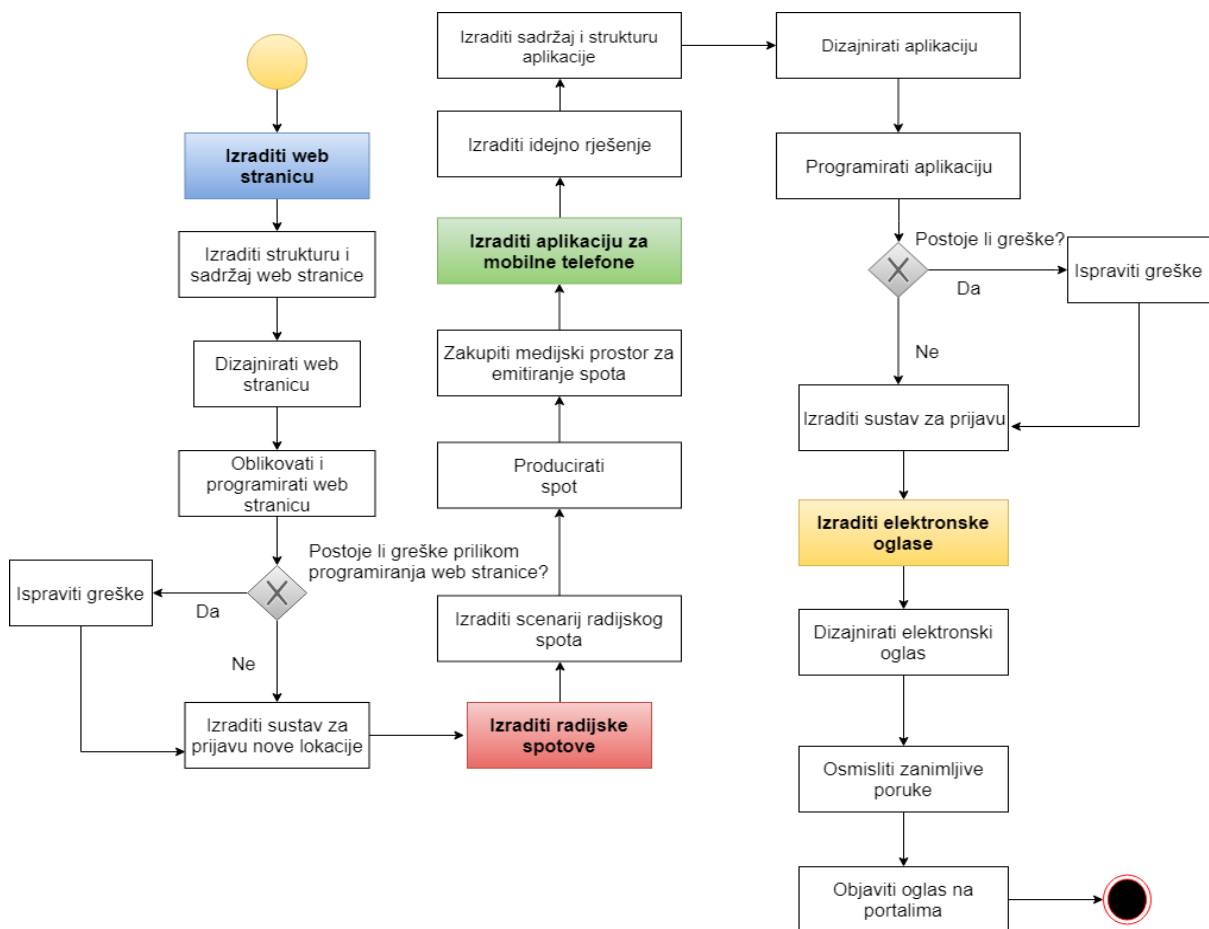 Izraditi web
stranicu
Izraditi strukturu i
sadržaj web stranice
Dizajnirati web
stranicu
Oblikovati i
programirati web
stranicu
Postoje li greške prilikom
programiranja web stranice?
Da
Ispraviti greške
Ne
Izraditi sustav za
prijavu nove lokacije
Izraditi radijske
spotove
Izraditi scenarij radijskog
spota
Producirati
spot
Zakupiti medijski prostor za
emitiranje spota
Izraditi aplikaciju za
mobilne telefone
Izraditi idejno rješenje
Izraditi sadržaj i strukturu
aplikacije
Dizajnirati aplikaciju
Programirati aplikaciju
Postoje li greške?
Da
Ispraviti greške
Ne
Izraditi sustav za prijavu
Izraditi elektronske
oglase
Dizajnirati elektronski
oglas
Osmisliti zanimljive
poruke
Objaviti oglas na
portalima